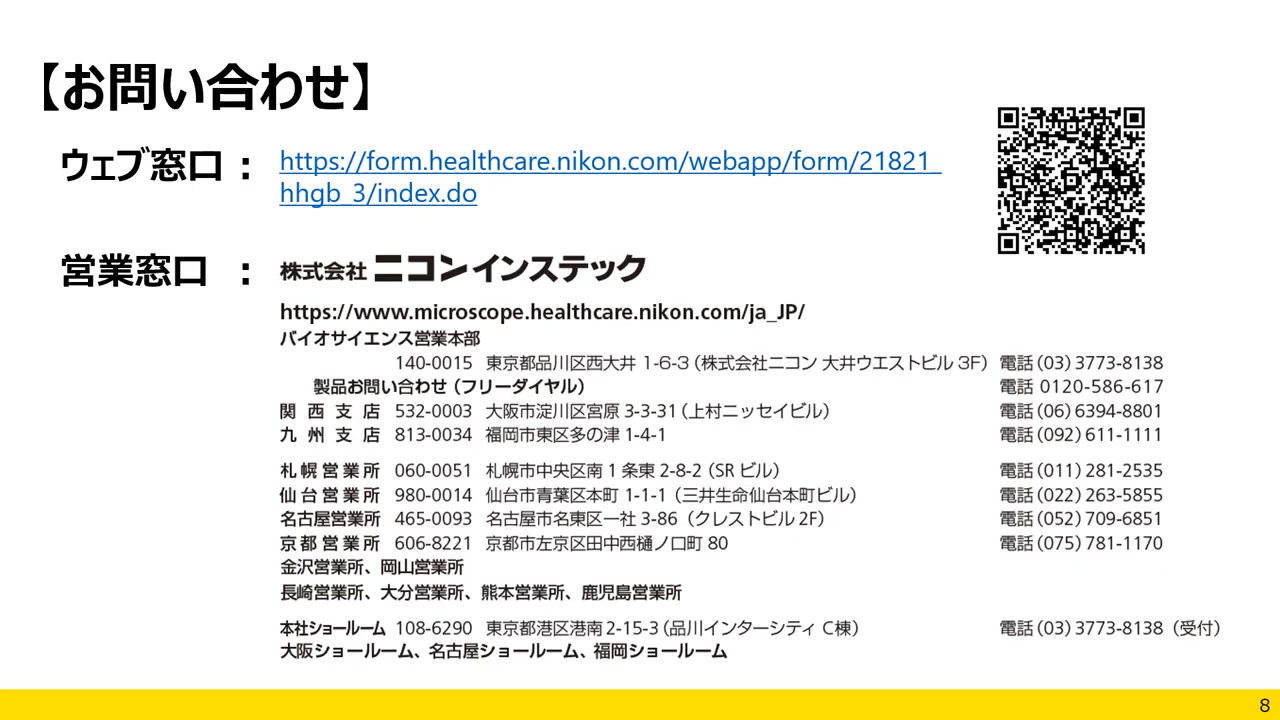 【お問い合わせ】
ウェブ窓口 : https://form.healthcare.nikon.com/webapp/form/21821_
hhgb_3/index.do
営業窓口 : 株式会社 ニコンインステック
https://www.microscope.healthcare.nikon.com/ja_JP/
バイオサイエンス営業本部
140-0015 東京都品川区西大井 1-6-3（株式会社ニコン 大井ウエストビル 3F） 電話（03）3773-8138
製品お問い合わせ（フリーダイヤル） 電話 0120-586-617
関西支店 532-0003 大阪市淀川区宮原 3-3-31（上村ニッセイビル） 電話（06）6394-8801
九州支店 813-0034 福岡市東区多の津 1-4-1 電話（092）611-1111
札幌営業所 060-0051 札幌市中央区南 1 条東 2-8-2（SR ビル） 電話（011）281-2535
仙台営業所 980-0014 仙台市青葉区本町 1-1-1（三井生命仙台本町ビル） 電話（022）263-5855
名古屋営業所 465-0093 名古屋市名東区一社 3-86（クレストビル 2F） 電話（052）709-6851
京都営業所 606-8221 京都市左京区田中西樋ノ口町 80 電話（075）781-1170
金沢営業所、岡山営業所
長崎営業所、大分営業所、熊本営業所、鹿児島営業所
本社ショールーム 108-6290 東京都港区港南 2-15-3（品川インターシティ C棟） 電話（03）3773-8138（受付）
大阪ショールーム、名古屋ショールーム、福岡ショールーム
8